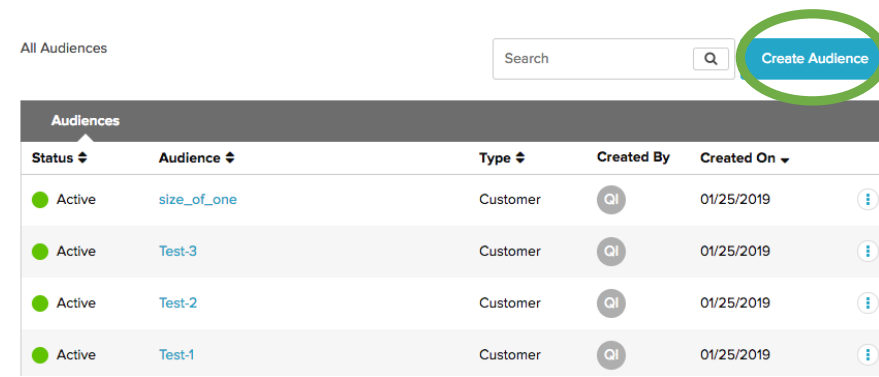 All Audiences
Search
Create Audience
Audiences
Status Audience Type Created By Created On
Active size_of_one Customer QI 01/25/2019
Active Test-3 Customer QI 01/25/2019
Active Test-2 Customer QI 01/25/2019
Active Test-1 Customer QI 01/25/2019